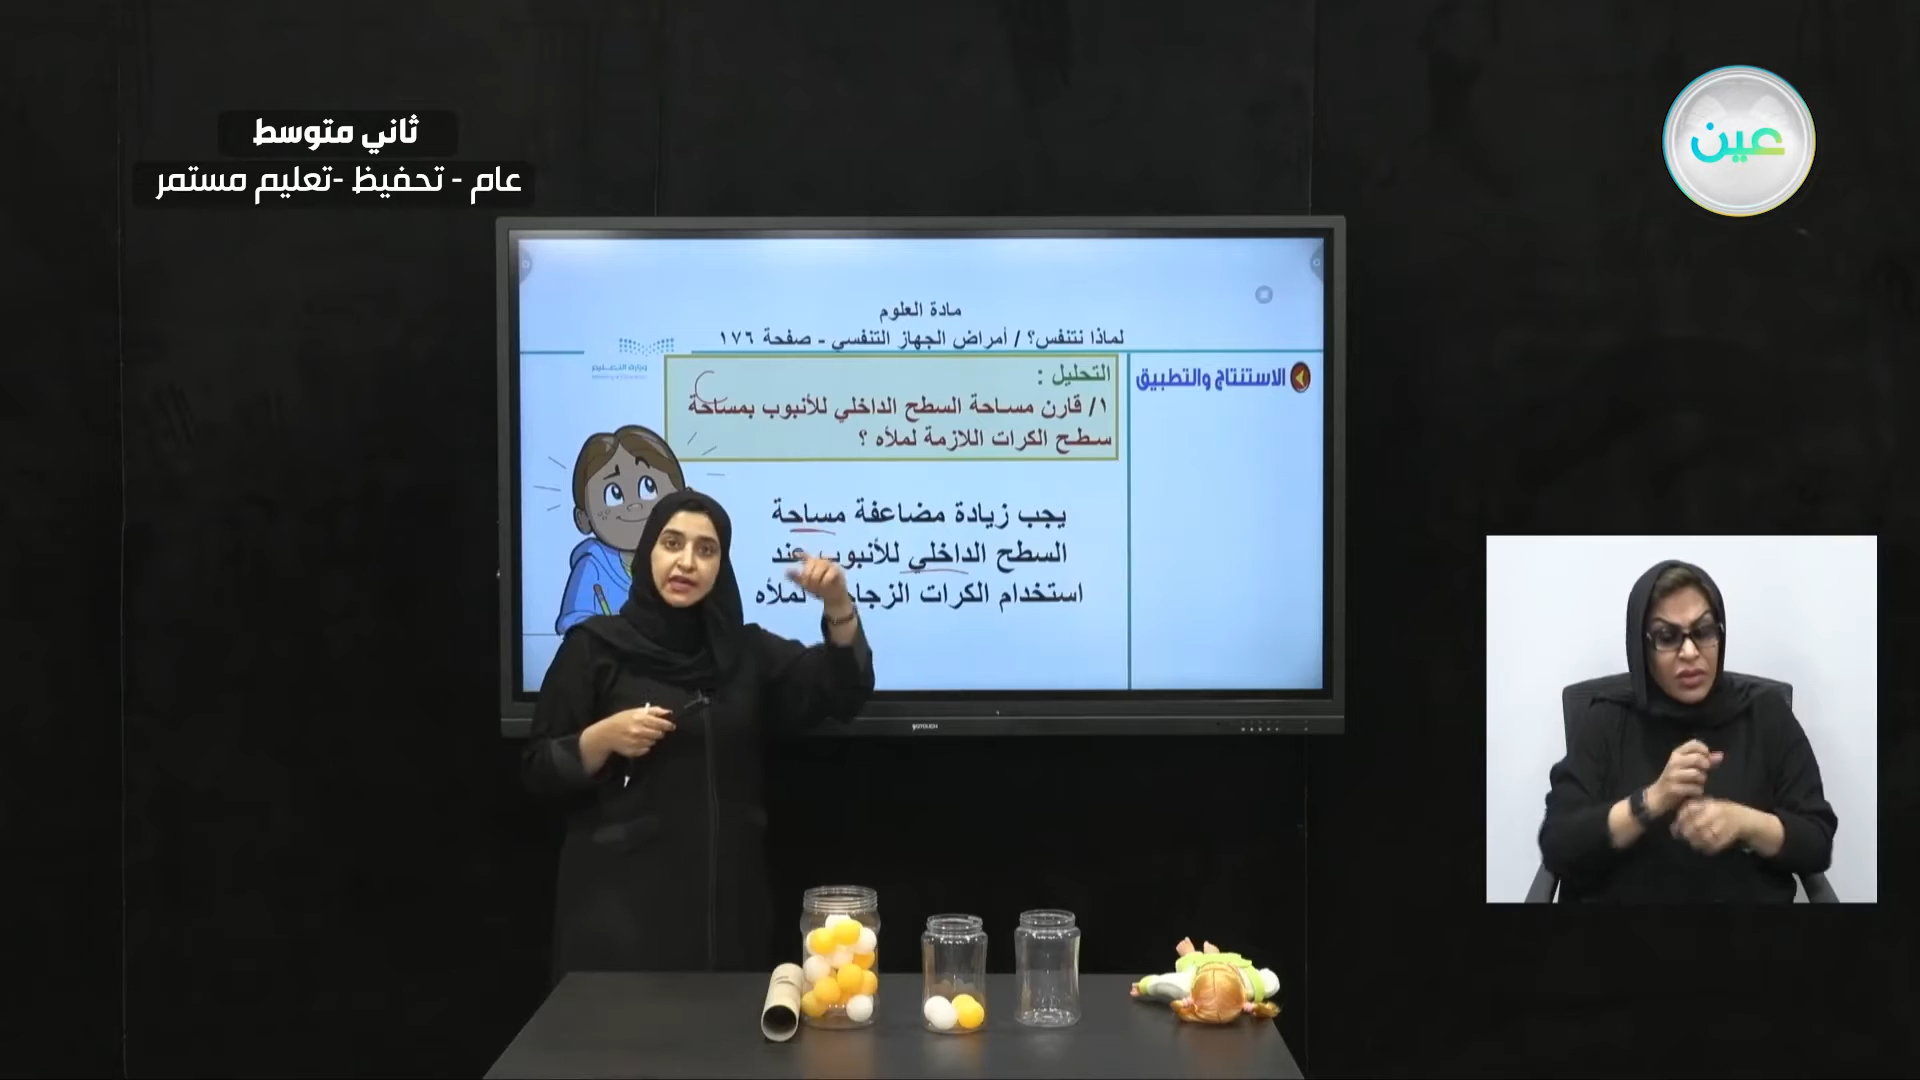 ثاني متوسط
عام - تحفيظ -تعليم مستمر
عين
مادة العلوم
لماذا نتنفس؟ / أمراض الجهاز التنفسي - صفحة ١٧٦
وزارة التعليم
الاستنتاج والتطبيق
التحليل :
١/ قارن مساحة السطح الداخلي للأنبوب بمساحة
سطح الكرات اللازمة لملأه ؟
يجب زيادة مضاعفة مساحة
السطح الداخلي للأنبوب عند
استخدام الكرات لملأه